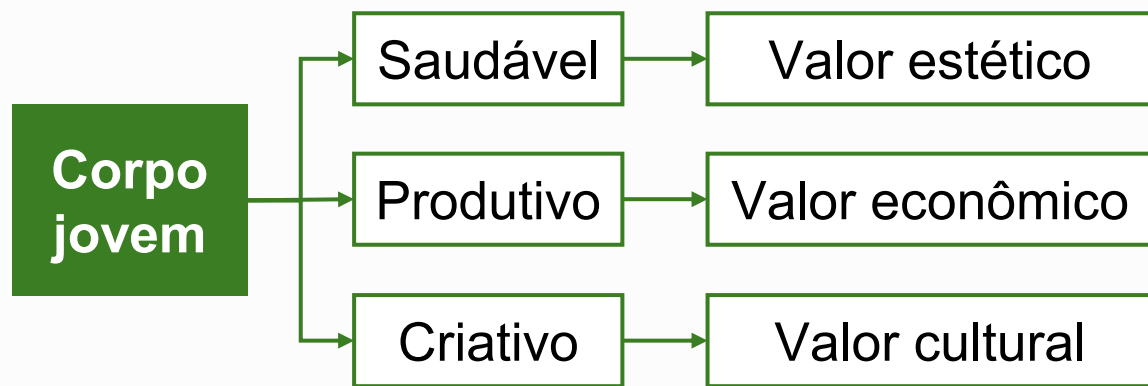 Corpo
jovem
Saudável
Valor estético
Produtivo
Valor econômico
Criativo
Valor cultural